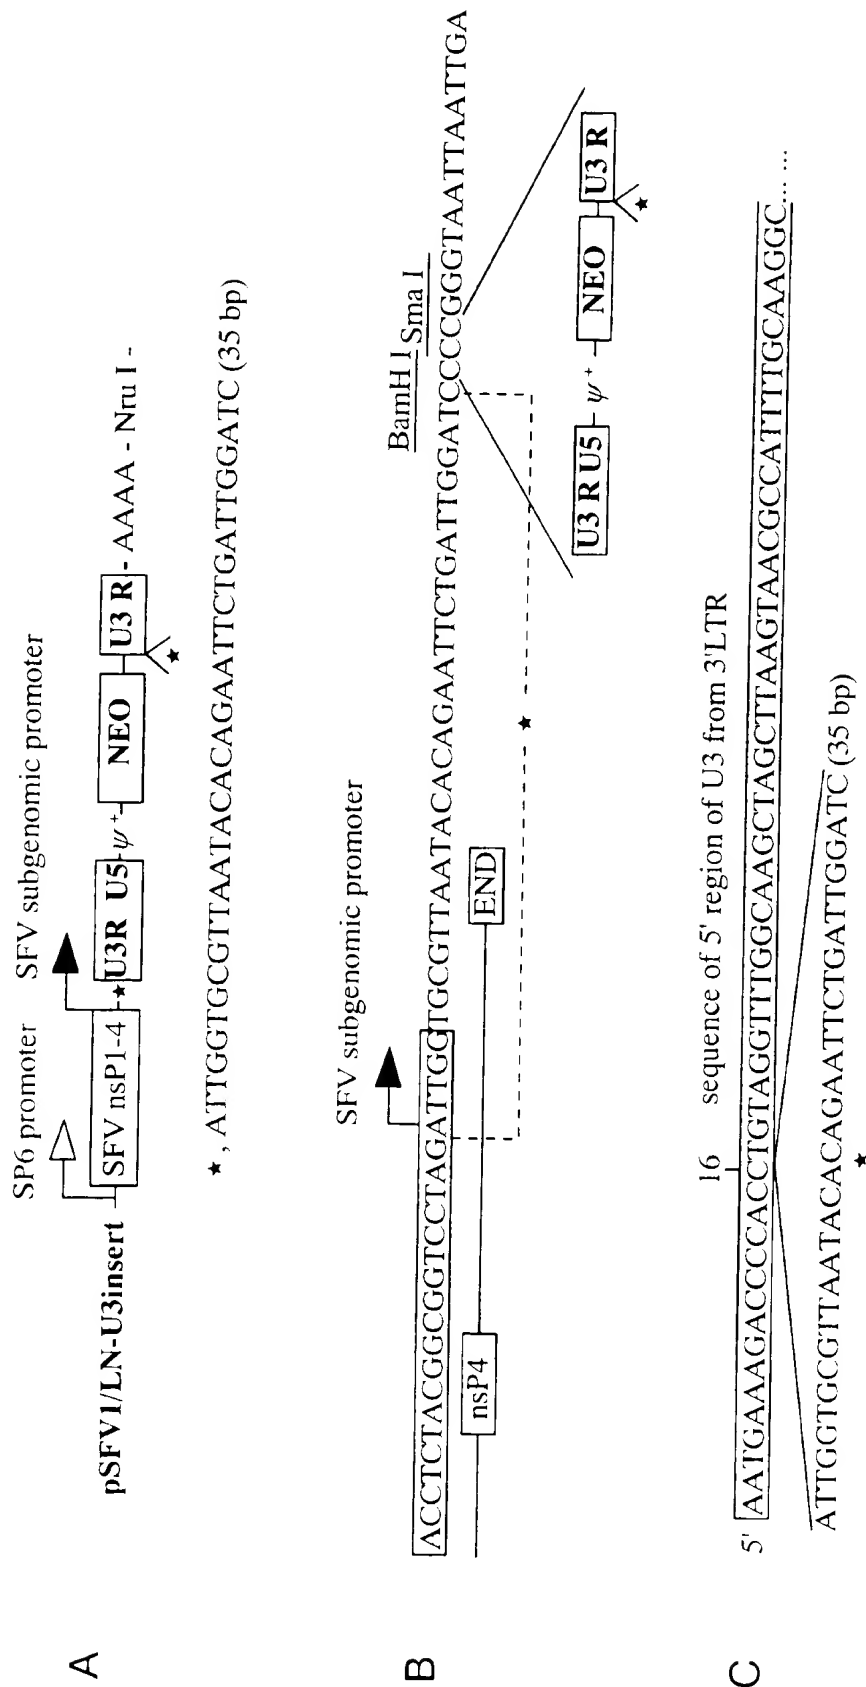 A
SP6 promoter
SFV subgenomic promoter
pSFV1/LN-U3insert
SFV nsP1-4
★
U3R U5
ψ+
NEO
U3 R
- AAAA - Nru I -
★
★, ATTGGTGCGTTAATACACAGAATTCTGATTGGATC (35 bp)
B
SFV subgenomic promoter
BamH I
Sma I
ACCTCTACGGCGGTCCTAGATTGGTGCGTTAATACACAGAATTCTGATTGGATCCCCGGGTAATTAATTGA
nsP4
END
★
U3 R U5
ψ+
NEO
U3 R
★
C
16
sequence of 5' region of U3 from 3'LTR
5' AATGAAAGACCCCACCTGTAGGTTTGGCAAGCTAGCTTAAGTAACGCCATTTTGCAAGGC... ...
ATTGGTGCGTTAATACACAGAATTCTGATTGGATC (35 bp)
★